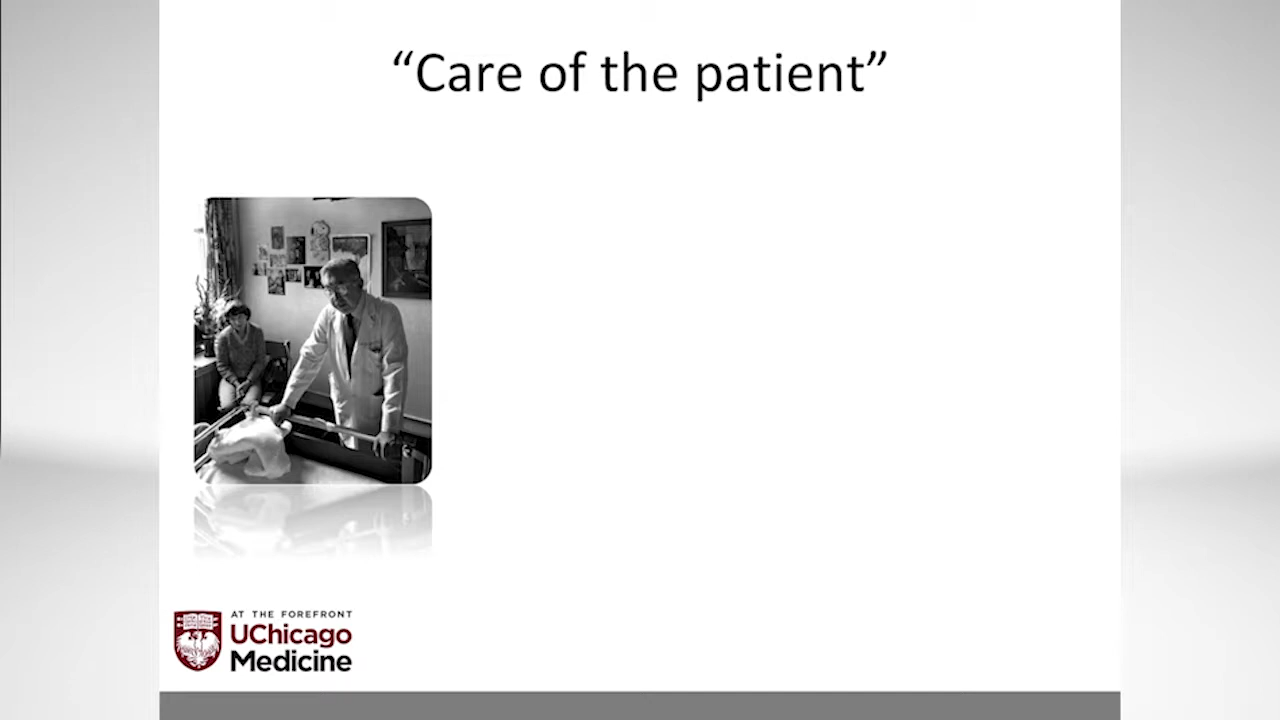 “Care of the patient”
AT THE FOREFRONT
UChicago
Medicine